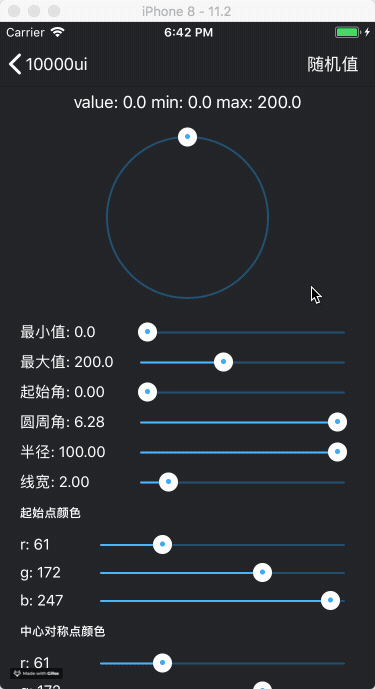 iPhone 8 - 11.2
Carrier 6:42 PM
10000ui 随机值
value: 0.0 min: 0.0 max: 200.0
最小值: 0.0
最大值: 200.0
起始角: 0.00
圆周角: 6.28
半径: 100.00
线宽: 2.00
起始点颜色
r: 61
g: 172
b: 247
中心对称点颜色
r: 61
g: 172
Made with Gifox